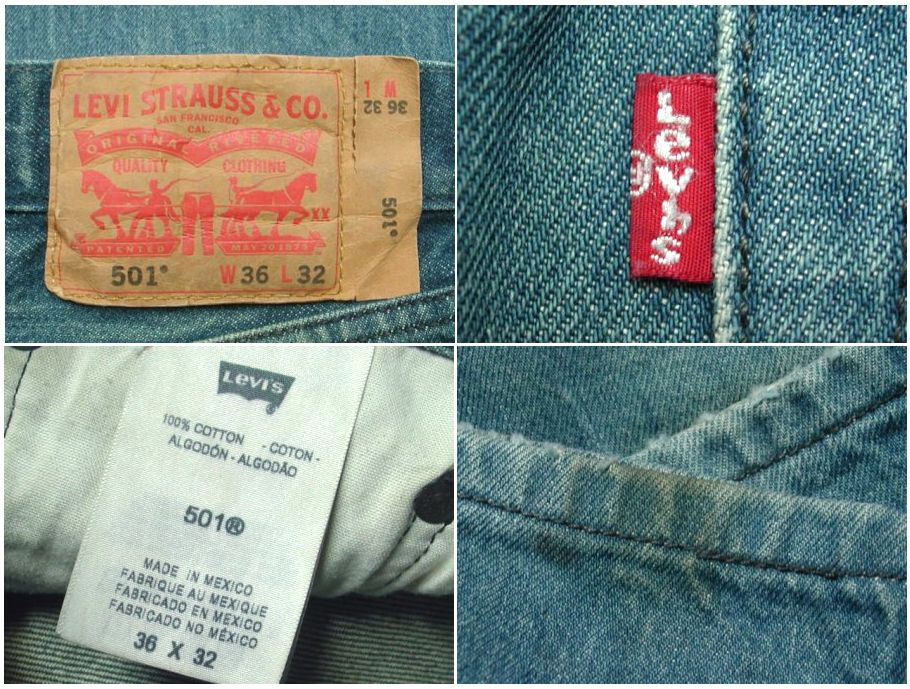 LEVI STRAUSS & CO.
SAN FRANCISCO
CAL.
ORIGINAL RIVETED
QUALITY CLOTHING
XX
PATENTED MAY 20 1873
501®
W 36 L 32
W L
36 32
501®
Levi's
®
Levi's
®
100% COTTON - COTON -
ALGODÓN - ALGODÃO
501®
MADE IN MEXICO
FABRIQUE AU MEXIQUE
FABRICADO EN MEXICO
FABRICADO NO MÉXICO
36 X 32